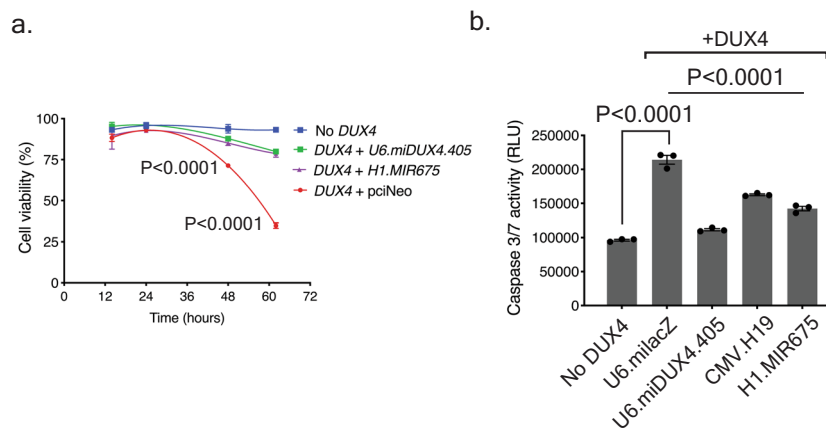 a.
100
75
50
25
0
0 12 24 36 48 60 72
Cell viability (%)
Time (hours)
P<0.0001
P<0.0001
No DUX4
DUX4 + U6.miDUX4.405
DUX4 + H1.MIR675
DUX4 + pciNeo
b.
+DUX4
P<0.0001
P<0.0001
250000
200000
150000
100000
50000
0
Caspase 3/7 activity (RLU)
No DUX4
U6.milacZ
U6.miDUX4.405
CMV.H19
H1.MIR675